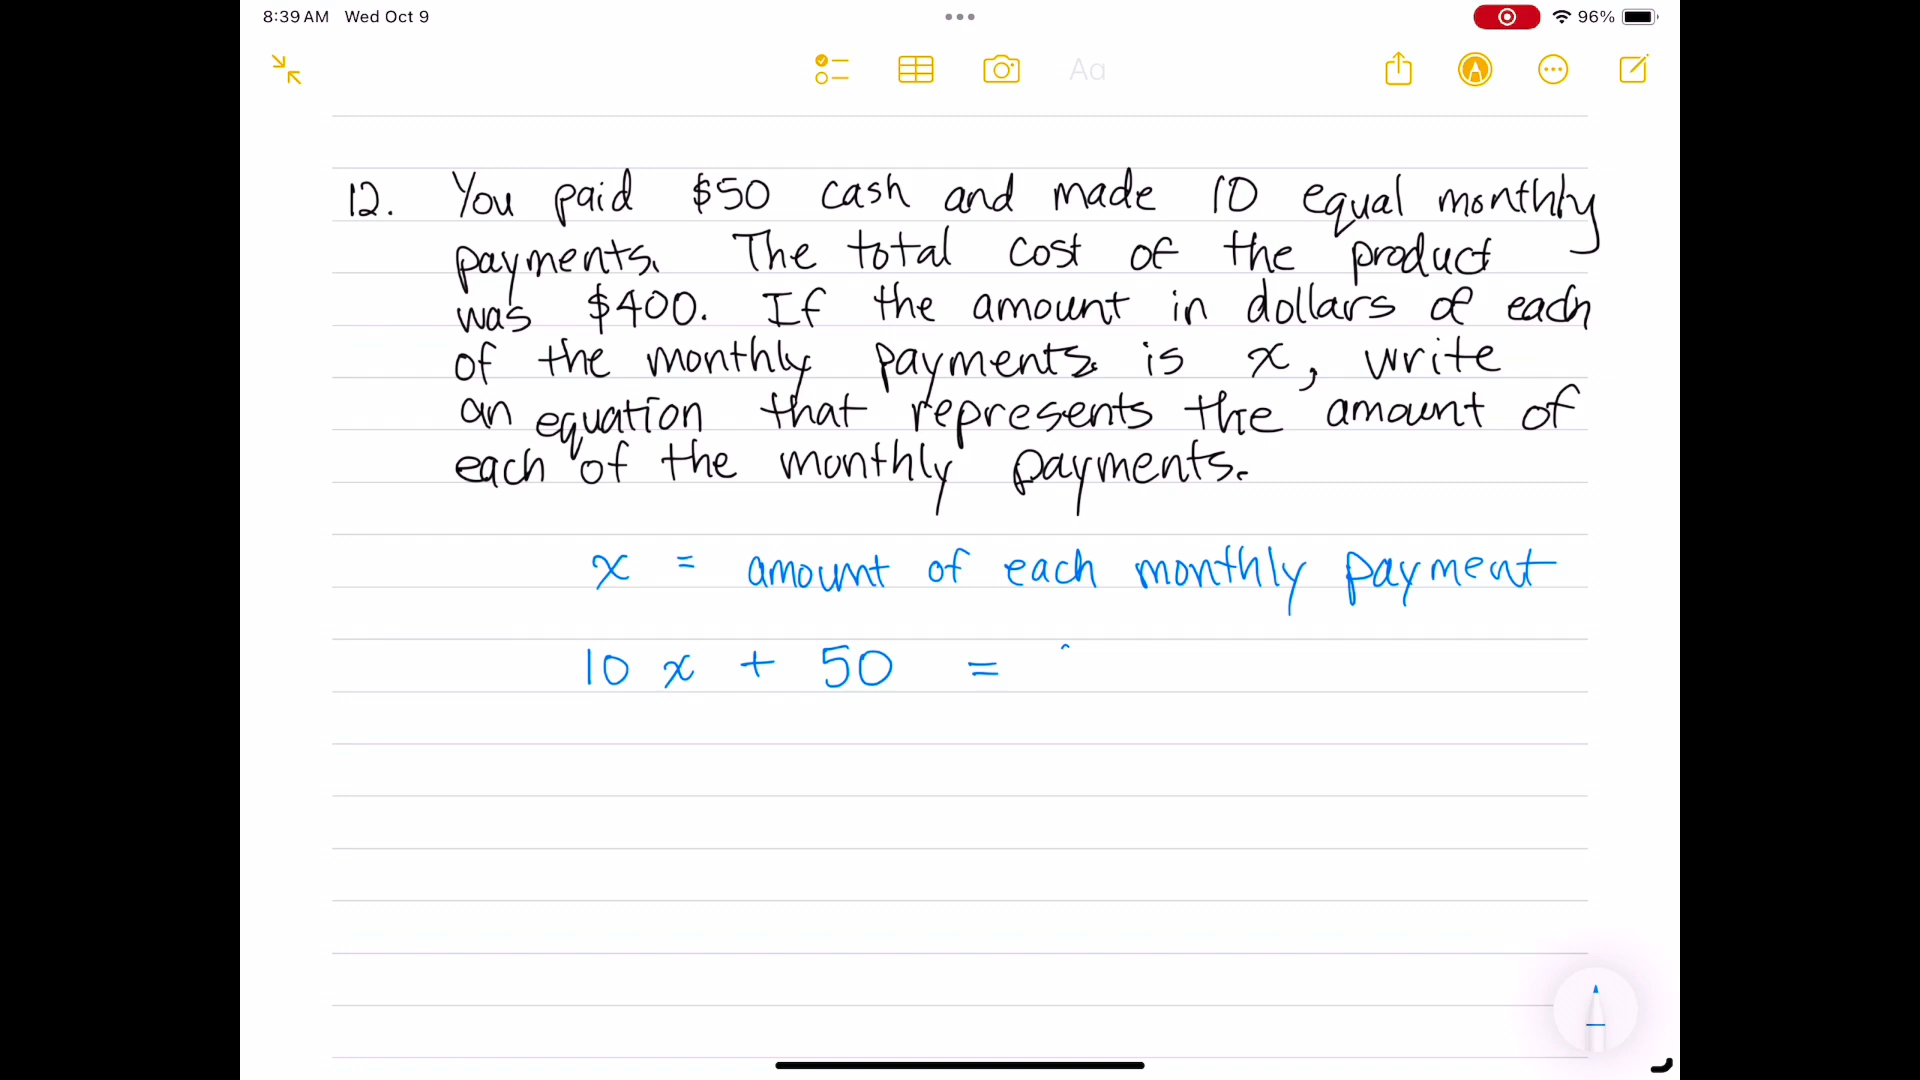 8:39 AM Wed Oct 9
96%
Aa
12. You paid $50 cash and made 10 equal monthly
payments. The total cost of the product
was $400. If the amount in dollars of each
of the monthly payments is x, write
an equation that represents the amount of
each of the monthly payments.
x = amount of each monthly payment
10 x + 50 =